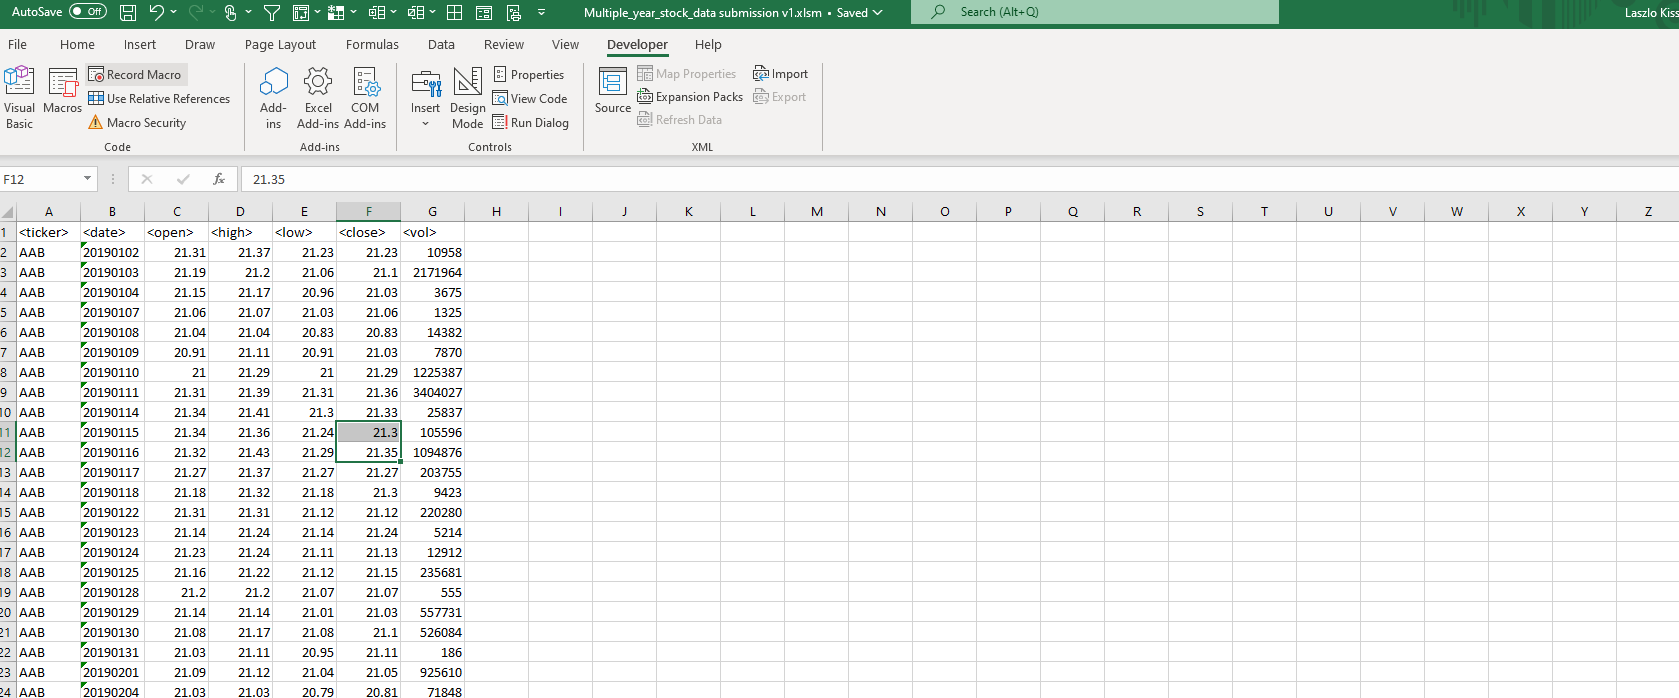 AutoSave Off Multiple_year_stock_data submission v1.xlsm • Saved Search (Alt+Q) Laszlo Kiss
File Home Insert Draw Page Layout Formulas Data Review View Developer Help
Visual Basic Macros Record Macro Use Relative References Macro Security
Code
Add-ins Excel Add-ins COM Add-ins
Add-ins
Insert Design Mode Properties View Code Run Dialog
Controls
Source Map Properties Expansion Packs Refresh Data Import Export
XML
F12 fx 21.35
A B C D E F G H I J K L M N O P Q R S T U V W X Y Z
1 <ticker> <date> <open> <high> <low> <close> <vol>
2 AAB 20190102 21.31 21.37 21.23 21.23 10958
3 AAB 20190103 21.19 21.2 21.06 21.1 2171964
4 AAB 20190104 21.15 21.17 20.96 21.03 3675
5 AAB 20190107 21.06 21.07 21.03 21.06 1325
6 AAB 20190108 21.04 21.04 20.83 20.83 14382
7 AAB 20190109 20.91 21.11 20.91 21.03 7870
8 AAB 20190110 21 21.29 21 21.29 1225387
9 AAB 20190111 21.31 21.39 21.31 21.36 3404027
10 AAB 20190114 21.34 21.41 21.3 21.33 25837
11 AAB 20190115 21.34 21.36 21.24 21.3 105596
12 AAB 20190116 21.32 21.43 21.29 21.35 1094876
13 AAB 20190117 21.27 21.37 21.27 21.27 203755
14 AAB 20190118 21.18 21.32 21.18 21.3 9423
15 AAB 20190122 21.31 21.31 21.12 21.12 220280
16 AAB 20190123 21.14 21.24 21.14 21.24 5214
17 AAB 20190124 21.23 21.24 21.11 21.13 12912
18 AAB 20190125 21.16 21.22 21.12 21.15 235681
19 AAB 20190128 21.2 21.2 21.07 21.07 555
20 AAB 20190129 21.14 21.14 21.01 21.03 557731
21 AAB 20190130 21.08 21.17 21.08 21.1 526084
22 AAB 20190131 21.03 21.11 20.95 21.11 186
23 AAB 20190201 21.09 21.12 21.04 21.05 925610
24 AAB 20190204 21.03 21.03 20.79 20.81 71848